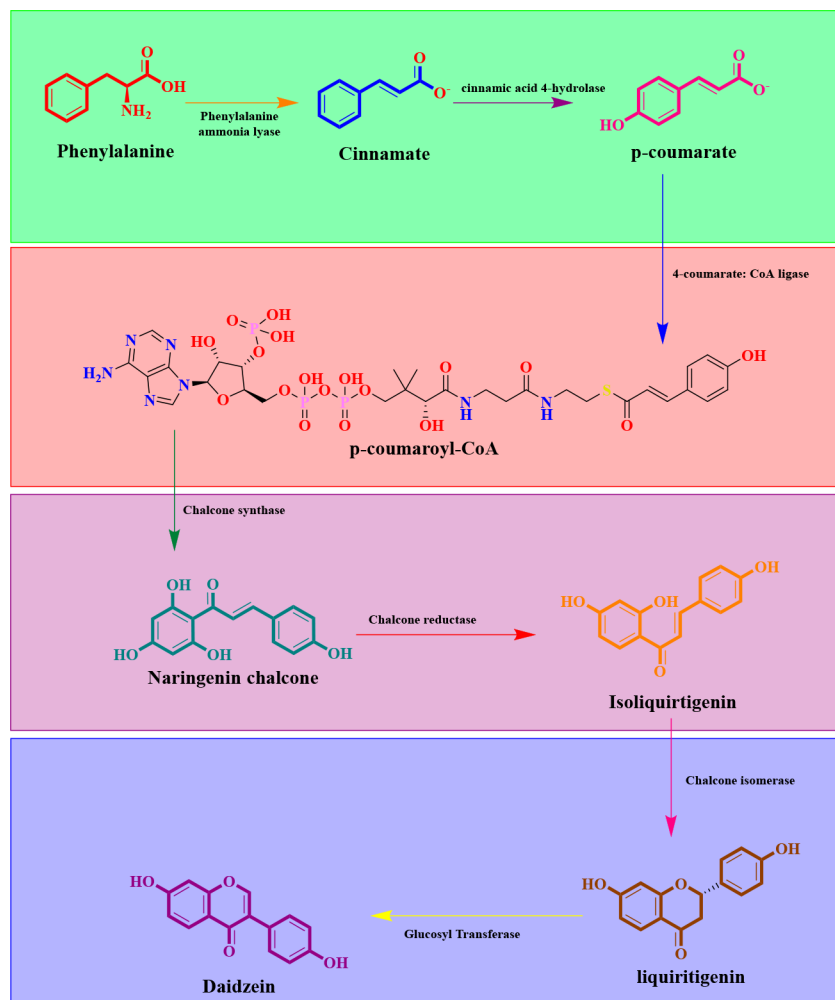 O
OH
NH2
Phenylalanine
Phenylalanine
ammonia lyase
O
O-
Cinnamate
cinnamic acid 4-hydrolase
O
O-
HO
p-coumarate
4-coumarate: CoA ligase
N
N
H2N
N
N
HO
O
O
P
OH
OH
O
O
OH
P
O
O
OH
P
O
O
OH
O
N
H
O
N
H
S
O
OH
p-coumaroyl-CoA
Chalcone synthase
OH
O
HO
OH
OH
Naringenin chalcone
Chalcone reductase
HO
OH
OH
O
Isoliquirtigenin
Chalcone isomerase
HO
O
O
OH
Daidzein
Glucosyl Transferase
HO
O
OH
O
liquiritigenin